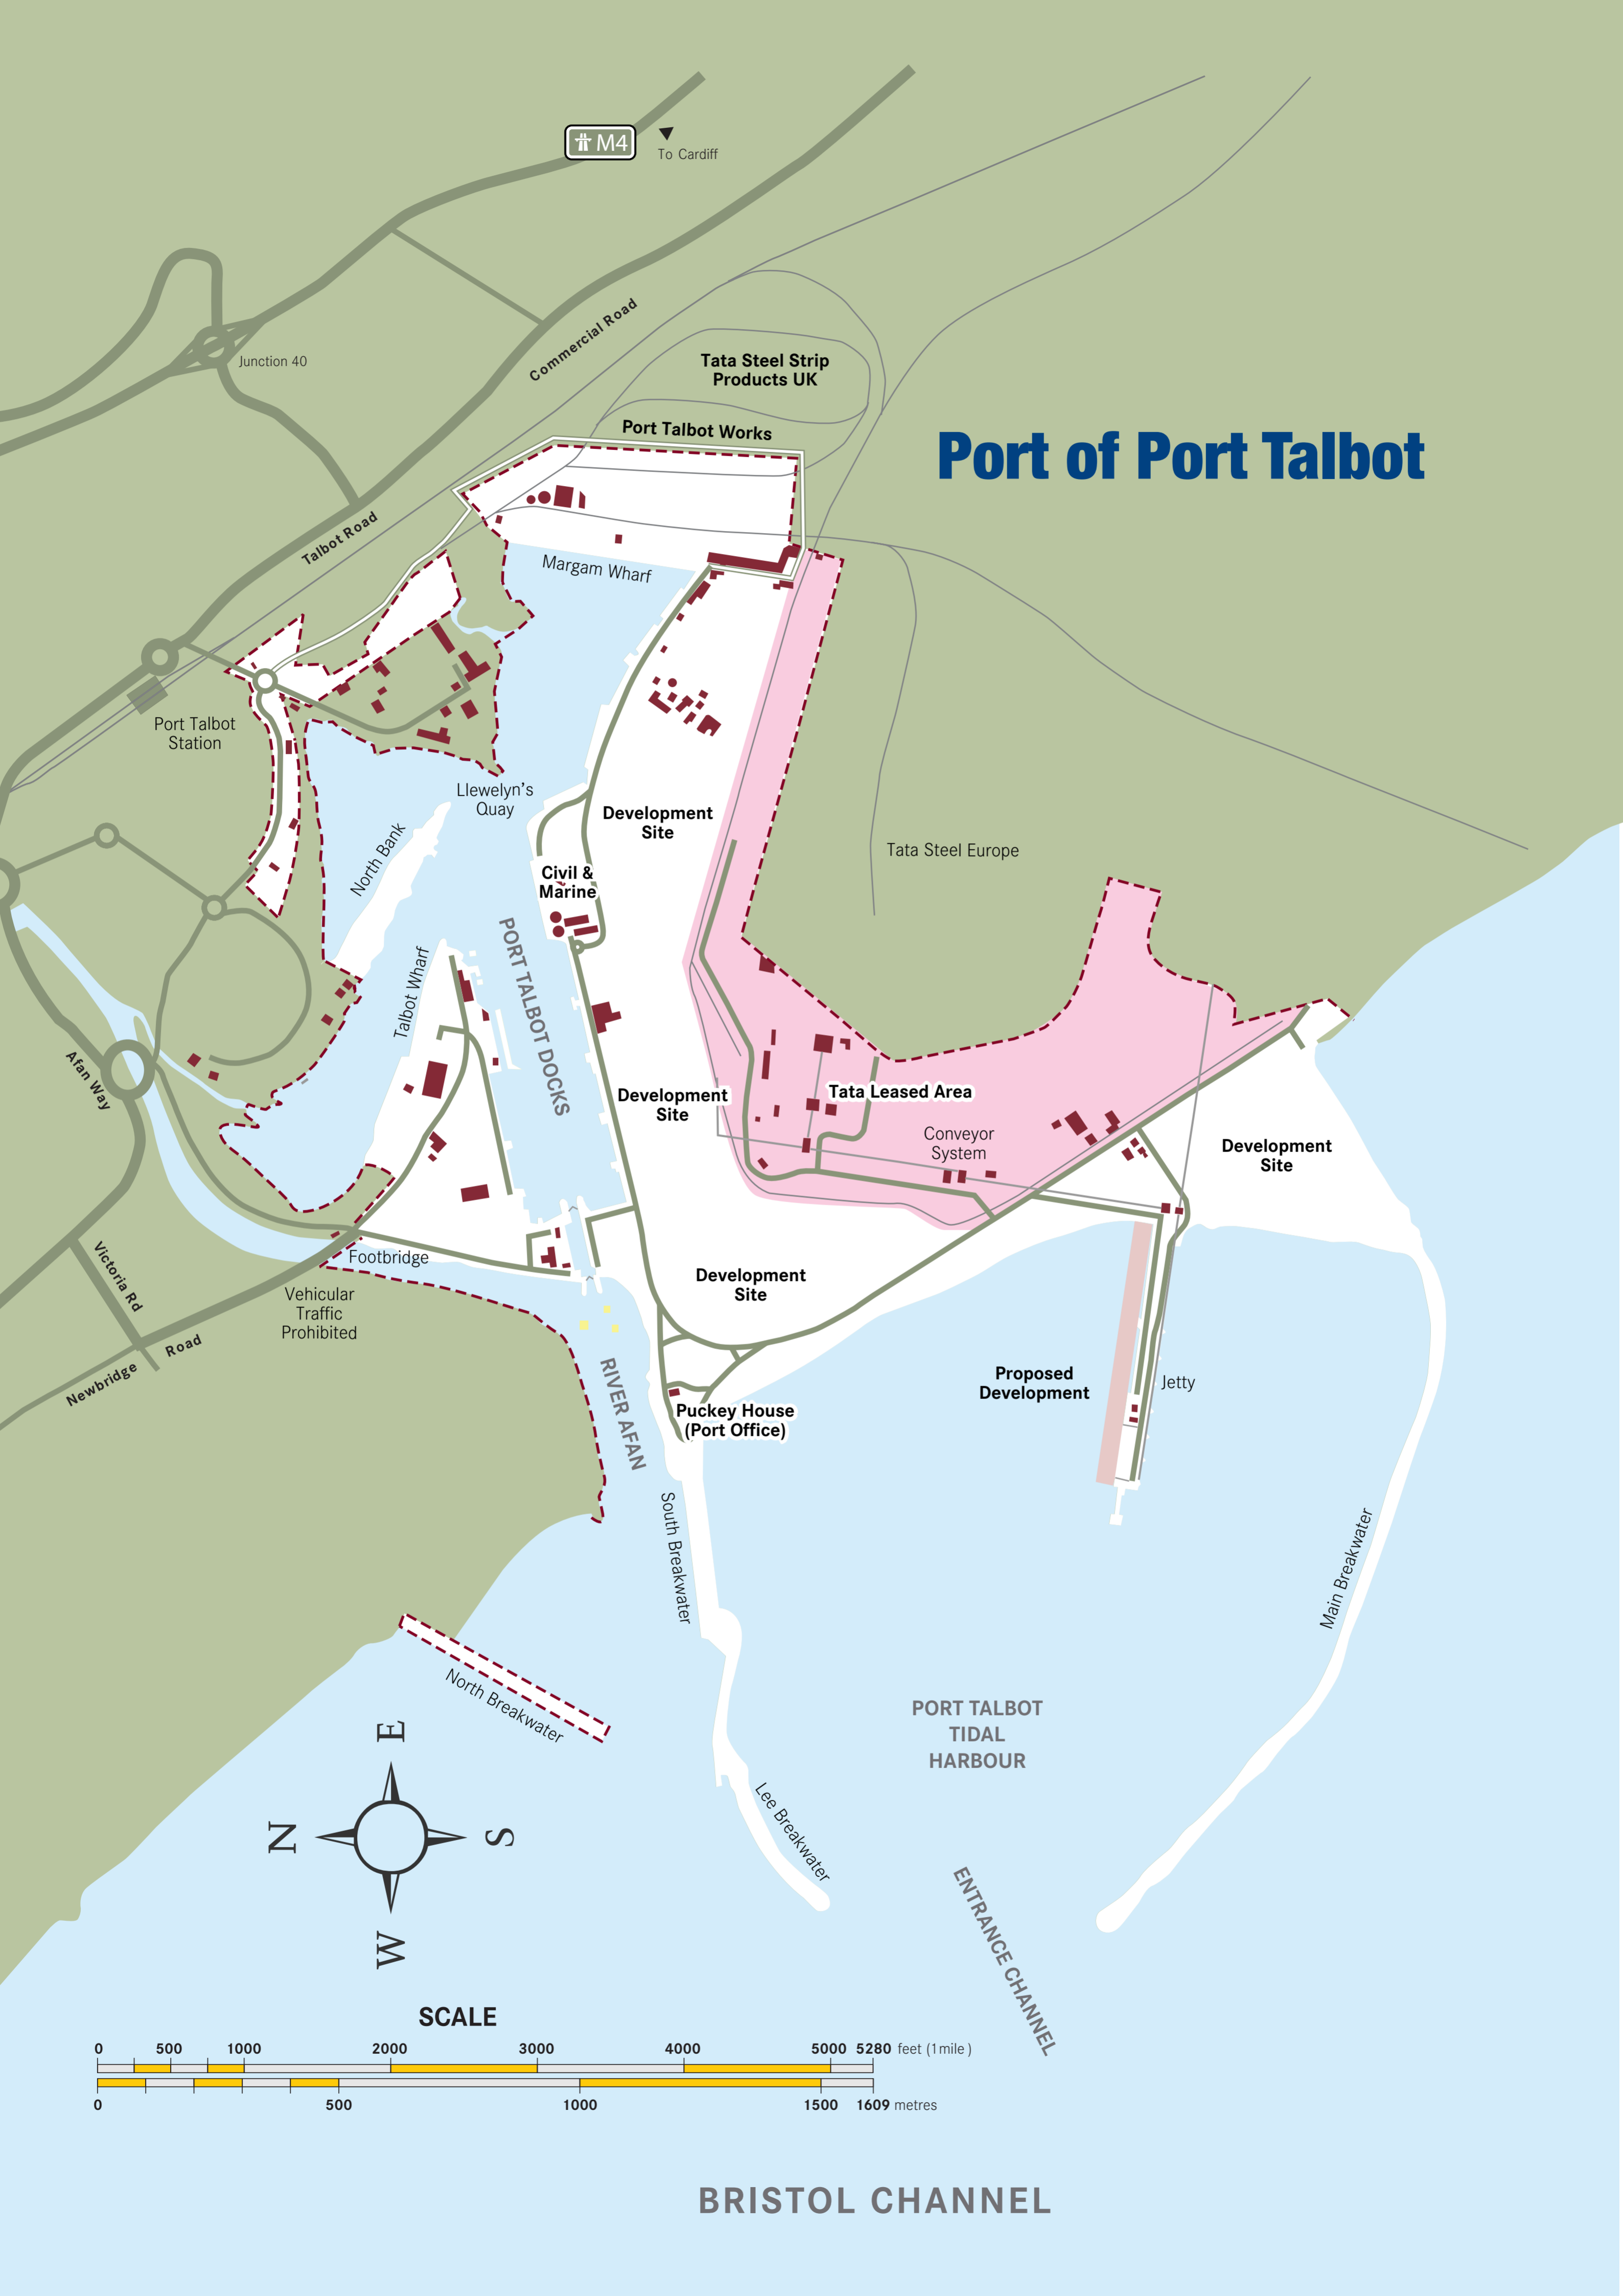 M4
To Cardiff
Commercial Road
Junction 40
Tata Steel Strip
Products UK
Port Talbot Works
Port of Port Talbot
Talbot Road
Margam Wharf
Port Talbot
Station
Llewelyn's
Quay
Development
Site
North Bank
Tata Steel Europe
Civil &
Marine
PORT TALBOT DOCKS
Talbot Wharf
Afan Way
Development
Site
Tata Leased Area
Conveyor
System
Development
Site
Victoria Rd
Footbridge
Vehicular
Traffic
Prohibited
Development
Site
Newbridge Road
RIVER AFAN
Proposed
Development
Jetty
Puckey House
(Port Office)
South Breakwater
Main Breakwater
North Breakwater
PORT TALBOT
TIDAL
HARBOUR
Lee Breakwater
E
N
S
W
ENTRANCE CHANNEL
SCALE
0 500 1000 2000 3000 4000 5000 5280 feet (1mile)
0 500 1000 1500 1609 metres
BRISTOL CHANNEL